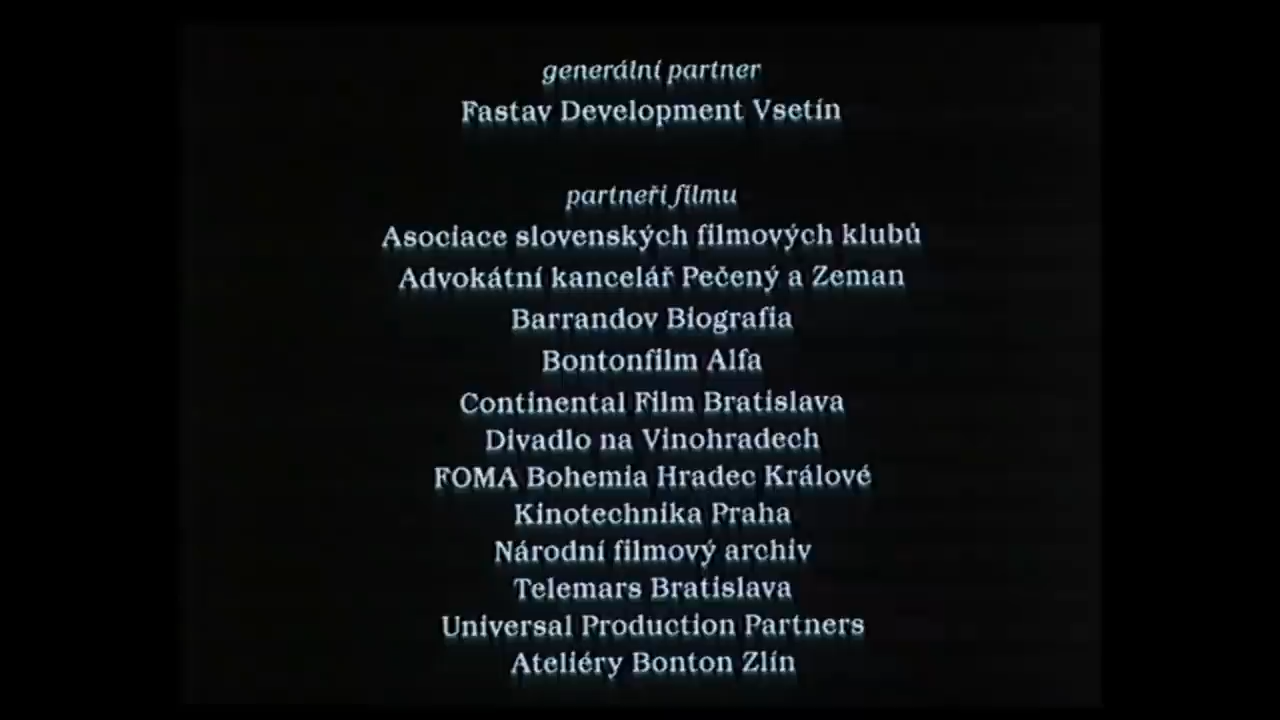 generální partner
Fastav Development Vsetín
partneři filmu
Asociace slovenských filmových klubů
Advokátní kancelář Pečený a Zeman
Barrandov Biografia
Bontonfilm Alfa
Continental Film Bratislava
Divadlo na Vinohradech
FOMA Bohemia Hradec Králové
Kinotechnika Praha
Národní filmový archiv
Telemars Bratislava
Universal Production Partners
Ateliéry Bonton Zlín